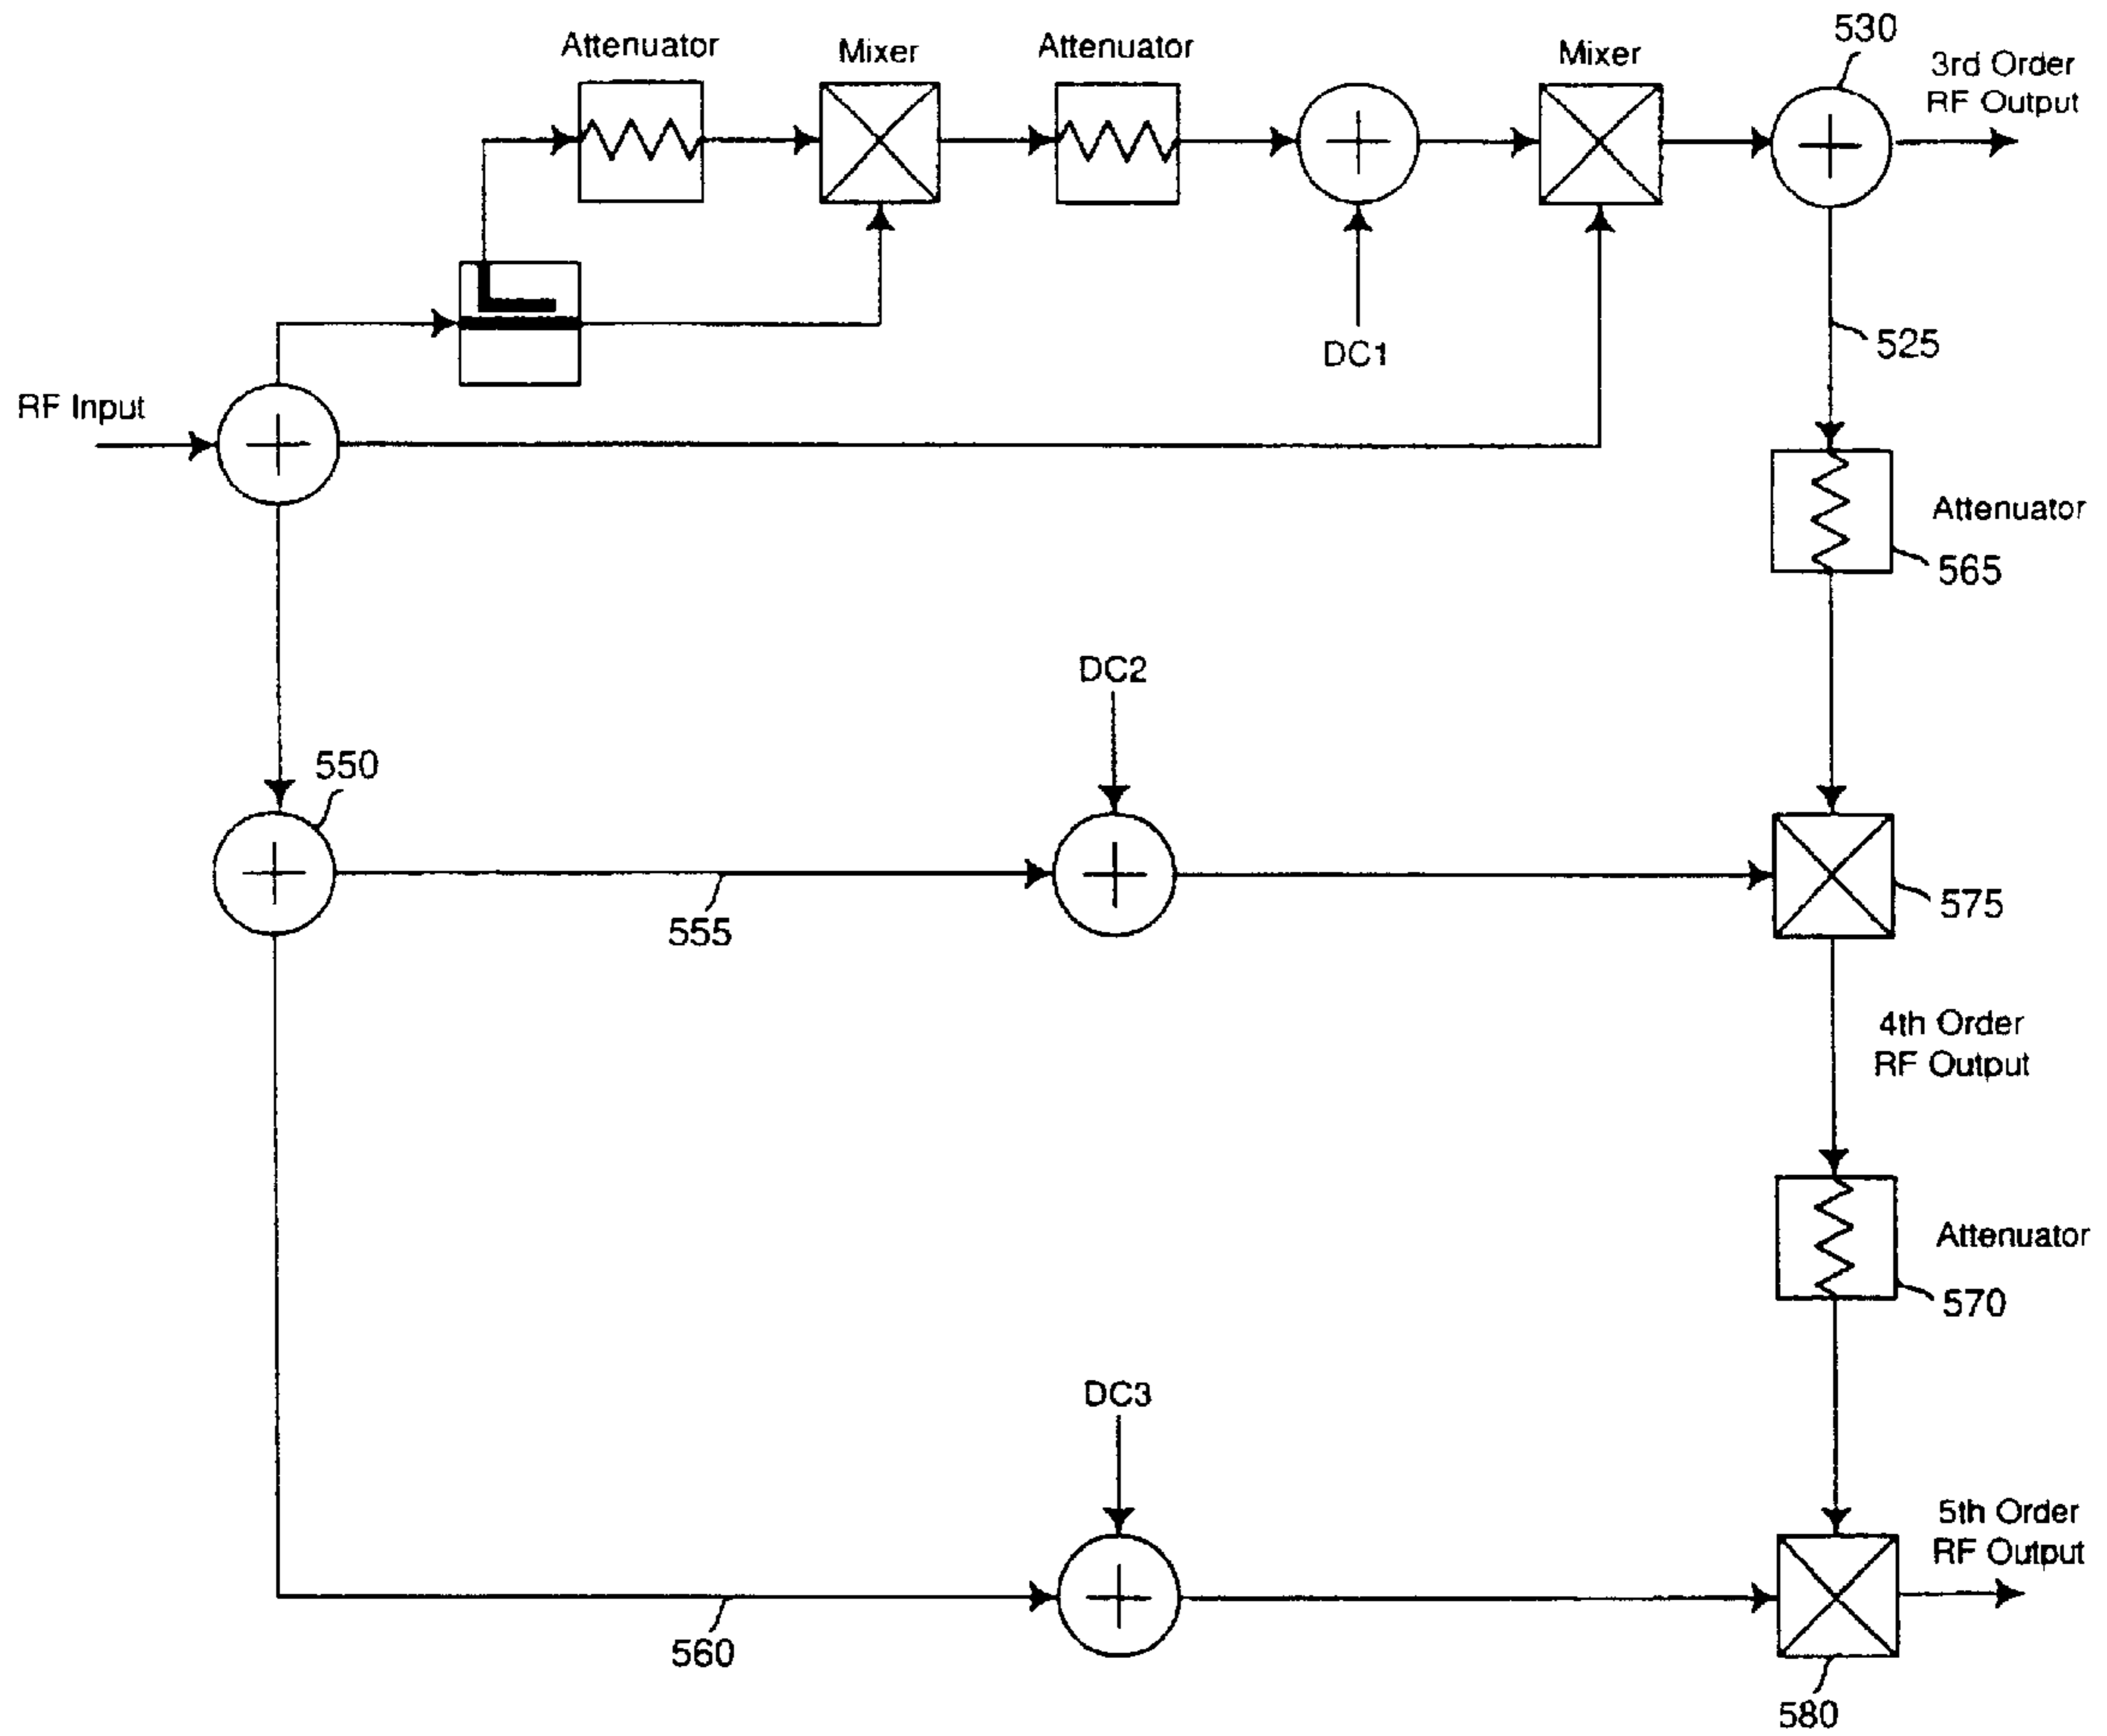 530
Attenuator
Mixer
Attenuator
Mixer
3rd Order
RF Output
DC1
525
RF Input
Attenuator
565
DC2
550
555
575
4th Order
RF Output
Attenuator
570
DC3
5th Order
RF Output
560
580